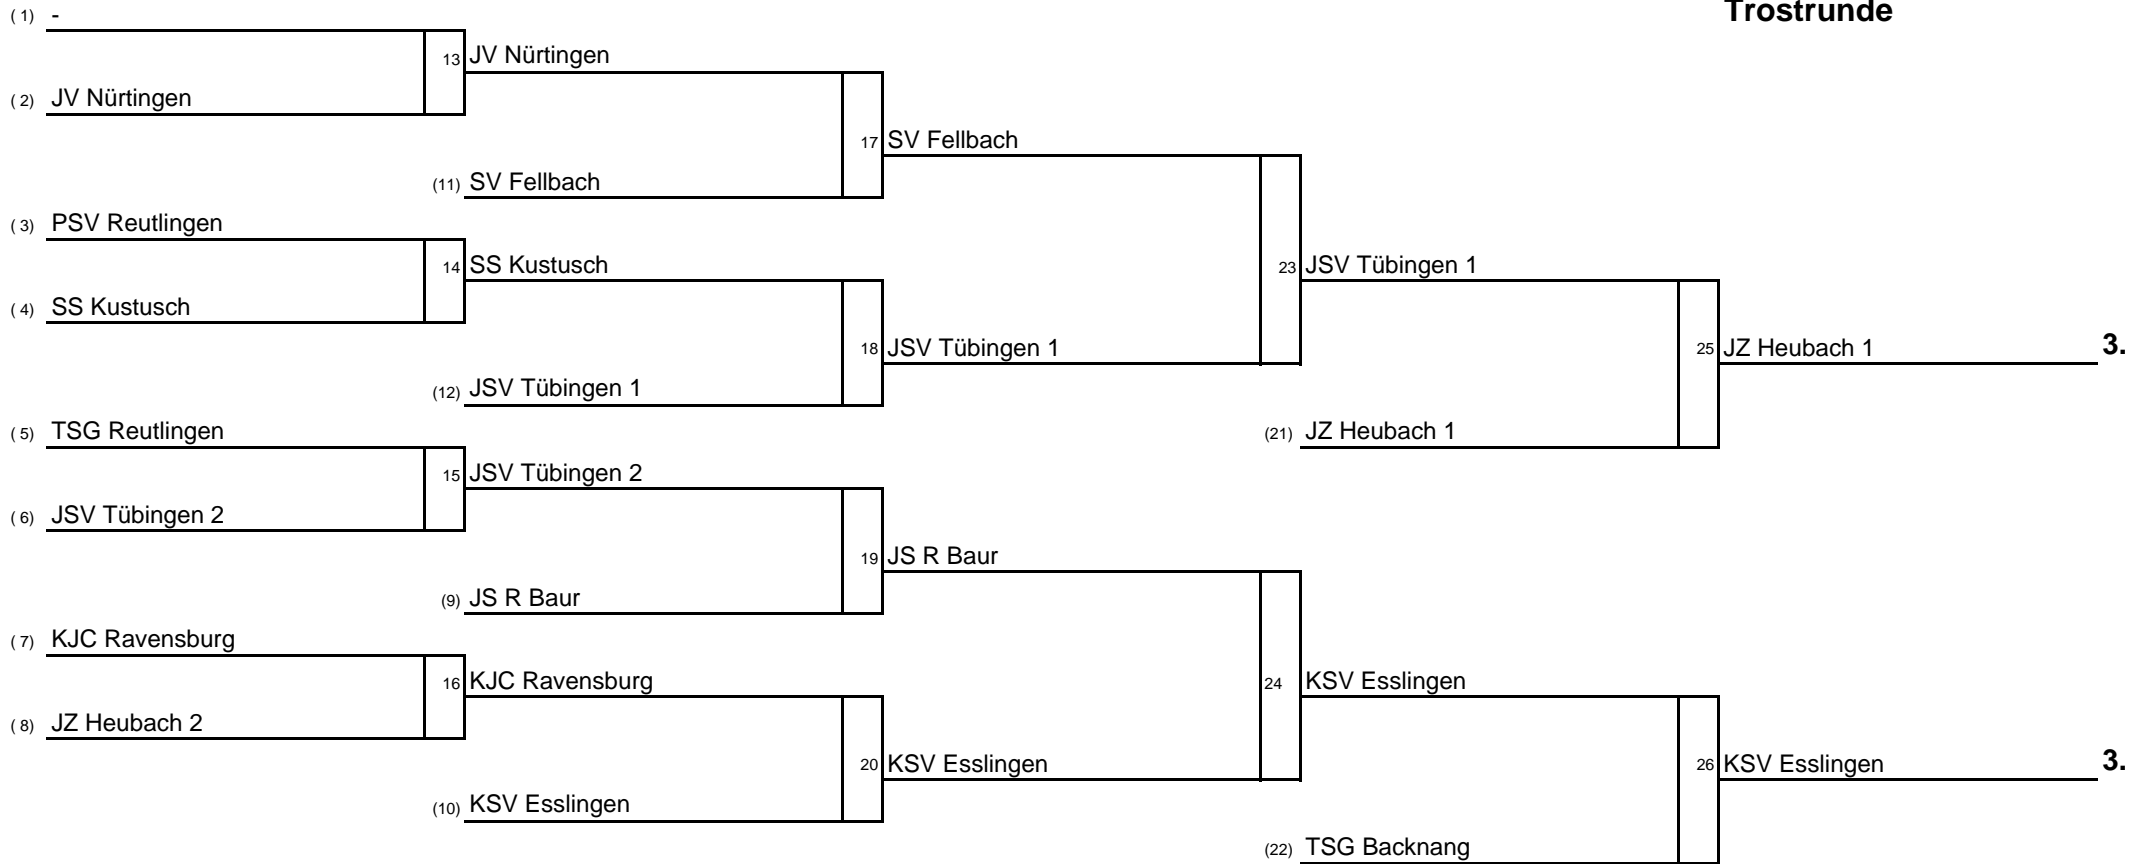 Trostrunde
( 1) -
13 JV Nürtingen
( 2) JV Nürtingen
17 SV Fellbach
(11) SV Fellbach
( 3) PSV Reutlingen
14 SS Kustusch
23 JSV Tübingen 1
( 4) SS Kustusch
18 JSV Tübingen 1
25 JZ Heubach 1 3.
(12) JSV Tübingen 1
( 5) TSG Reutlingen
(21) JZ Heubach 1
15 JSV Tübingen 2
( 6) JSV Tübingen 2
19 JS R Baur
(9) JS R Baur
( 7) KJC Ravensburg
16 KJC Ravensburg
24 KSV Esslingen
( 8) JZ Heubach 2
20 KSV Esslingen
26 KSV Esslingen 3.
(10) KSV Esslingen
(22) TSG Backnang